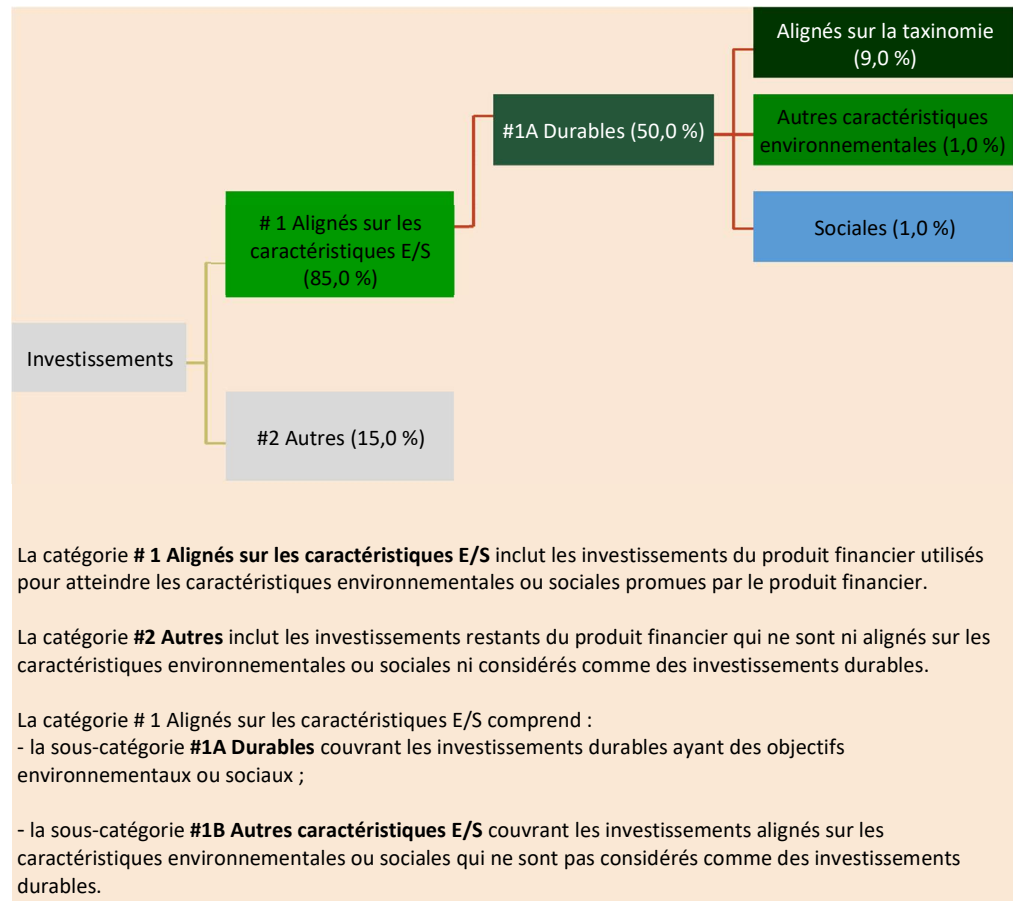 Alignés sur la taxinomie
(9,0 %)
#1A Durables (50,0 %)
Autres caractéristiques
environnementales (1,0 %)
# 1 Alignés sur les
caractéristiques E/S
(85,0 %)
Sociales (1,0 %)
Investissements
#2 Autres (15,0 %)
La catégorie # 1 Alignés sur les caractéristiques E/S inclut les investissements du produit financier utilisés
pour atteindre les caractéristiques environnementales ou sociales promues par le produit financier.
La catégorie #2 Autres inclut les investissements restants du produit financier qui ne sont ni alignés sur les
caractéristiques environnementales ou sociales ni considérés comme des investissements durables.
La catégorie # 1 Alignés sur les caractéristiques E/S comprend :
- la sous-catégorie #1A Durables couvrant les investissements durables ayant des objectifs
environnementaux ou sociaux ;
- la sous-catégorie #1B Autres caractéristiques E/S couvrant les investissements alignés sur les
caractéristiques environnementales ou sociales qui ne sont pas considérés comme des investissements
durables.